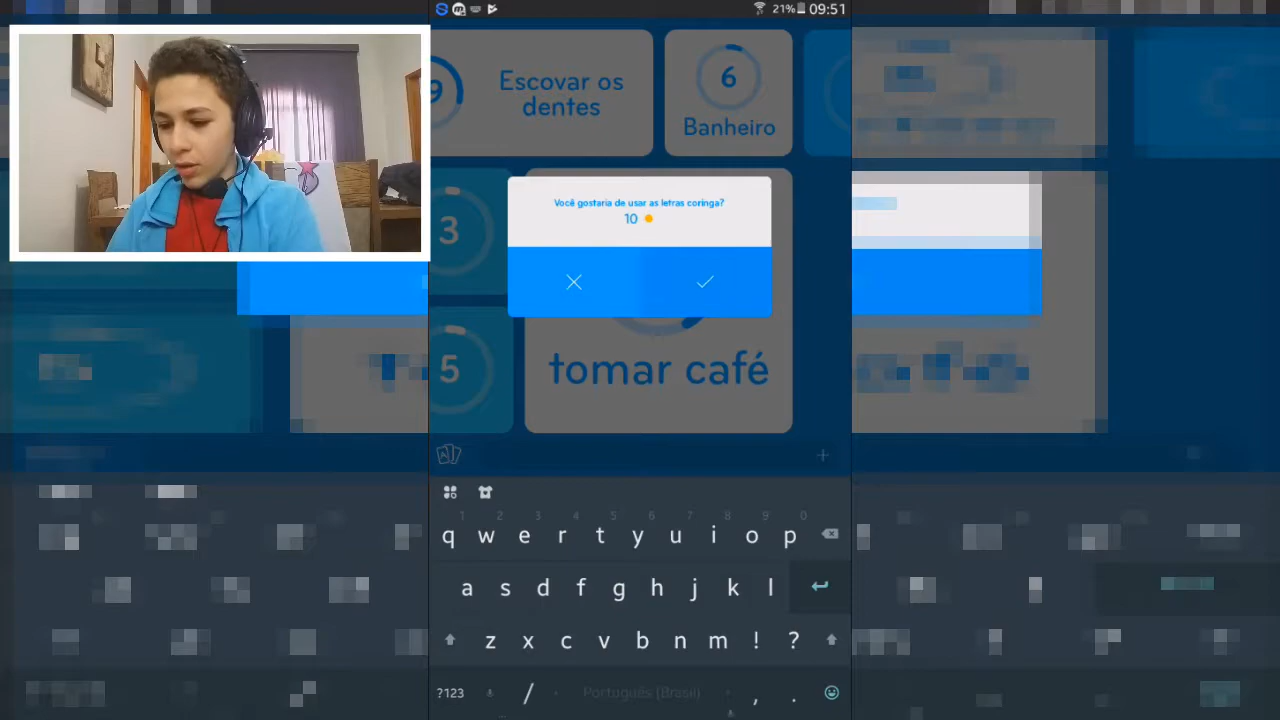 21% 09:51
9 Escovar os
dentes
6
Banheiro
3
Você gostaria de usar as letras coringa?
10
5
tomar café
1 2 3 4 5 6 7 8 9 0
q w e r t y u i o p
a s d f g h j k l
z x c v b n m ! ?
?123 / Português (Brasil) , .